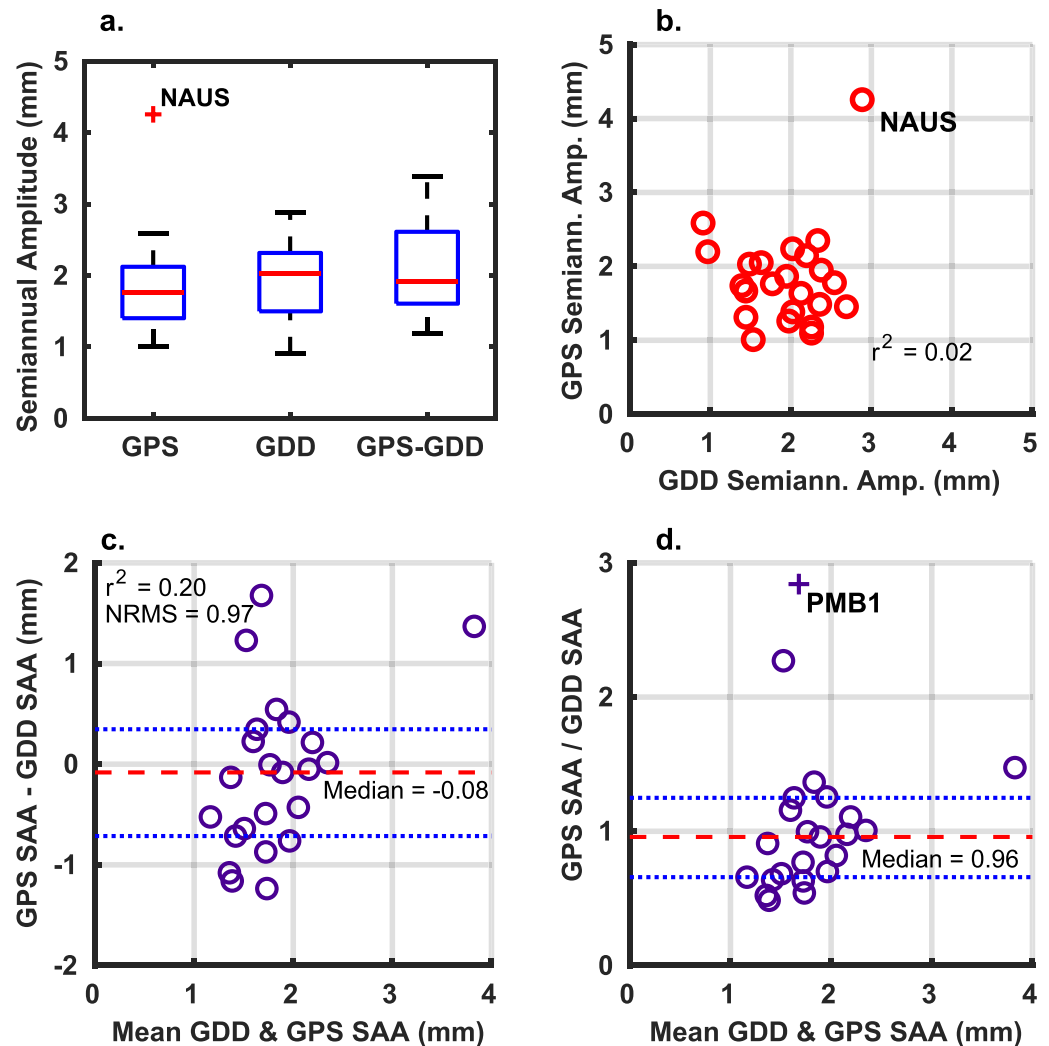 a.
Semiannual Amplitude (mm)
5
4
3
2
1
0
NAUS
GPS
GDD
GPS-GDD
b.
GPS Semiann. Amp. (mm)
5
4
3
2
1
0
NAUS
r2 = 0.02
0
1
2
3
4
5
GDD Semiann. Amp. (mm)
c.
GPS SAA - GDD SAA (mm)
2
1
0
-1
-2
r2 = 0.20
NRMS = 0.97
Median = -0.08
0
1
2
3
4
Mean GDD & GPS SAA (mm)
d.
GPS SAA / GDD SAA
3
2
1
0
PMB1
Median = 0.96
0
1
2
3
4
Mean GDD & GPS SAA (mm)